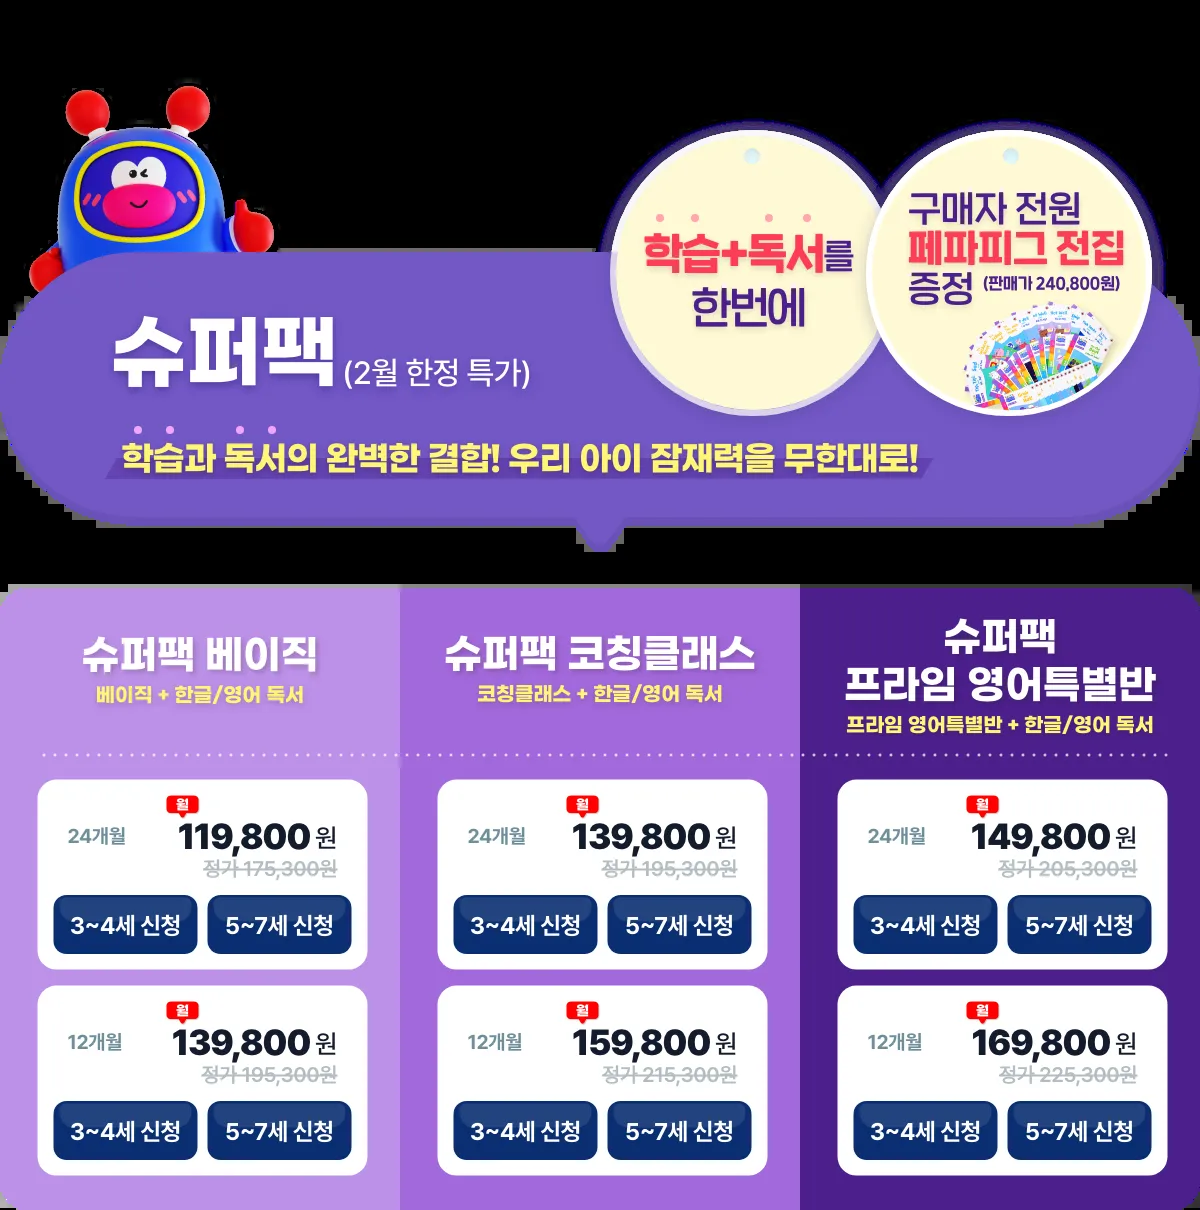 학습+독서를
한번에
구매자 전원
페파피그 전집
증정 (판매가 240,800원)
슈퍼팩 (2월 한정 특가)
학습과 독서의 완벽한 결합! 우리 아이 잠재력을 무한대로!
슈퍼팩 베이직
베이직 + 한글/영어 독서
월
24개월 119,800 원
정가 175,300원
3~4세 신청 5~7세 신청
월
12개월 139,800 원
정가 195,300원
3~4세 신청 5~7세 신청
슈퍼팩 코칭클래스
코칭클래스 + 한글/영어 독서
월
24개월 139,800 원
정가 195,300원
3~4세 신청 5~7세 신청
월
12개월 159,800 원
정가 215,300원
3~4세 신청 5~7세 신청
슈퍼팩
프라임 영어특별반
프라임 영어특별반 + 한글/영어 독서
월
24개월 149,800 원
정가 205,300원
3~4세 신청 5~7세 신청
월
12개월 169,800 원
정가 225,300원
3~4세 신청 5~7세 신청